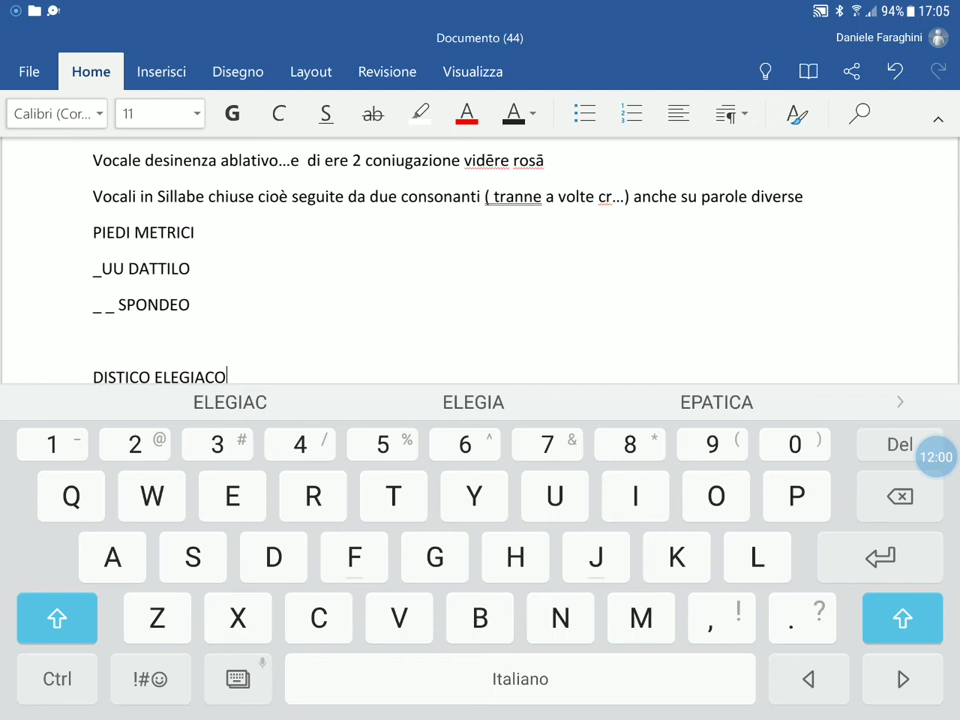 94% 17:05
Documento (44)
Daniele Faraghini
File Home Inserisci Disegno Layout Revisione Visualizza
Calibri (Cor... 11 G C S ab A A
Vocale desinenza ablativo...e di ere 2 coniugazione vidēre rosā
Vocali in Sillabe chiuse cioè seguite da due consonanti ( tranne a volte cr...) anche su parole diverse
PIEDI METRICI
_UU DATTILO
_ _ SPONDEO
DISTICO ELEGIACO
ELEGIAC ELEGIA EPATICA
1 - 2 @ 3 # 4 / 5 % 6 ^ 7 & 8 * 9 ( 0 ) Del
12:00
Q W E R T Y U I O P
A S D F G H J K L
Z X C V B N M , ! . ?
Ctrl !#☺ Italiano